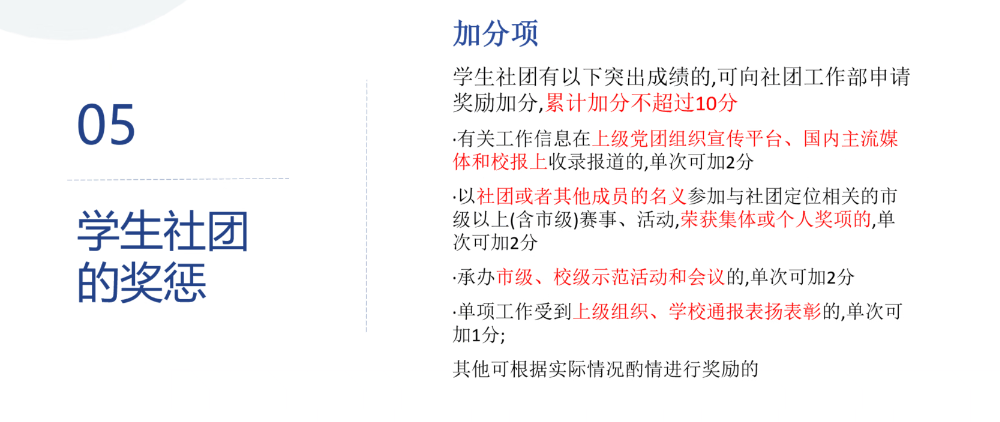 05
学生社团
的奖惩
加分项
学生社团有以下突出成绩的,可向社团工作部申请
奖励加分,累计加分不超过10分
·有关工作信息在上级党团组织宣传平台、国内主流媒
体和校报上收录报道的,单次可加2分
·以社团或者其他成员的名义参加与社团定位相关的市
级以上(含市级)赛事、活动,荣获集体或个人奖项的,单
次可加2分
·承办市级、校级示范活动和会议的,单次可加2分
·单项工作受到上级组织、学校通报表扬表彰的,单次可
加1分;
其他可根据实际情况酌情进行奖励的